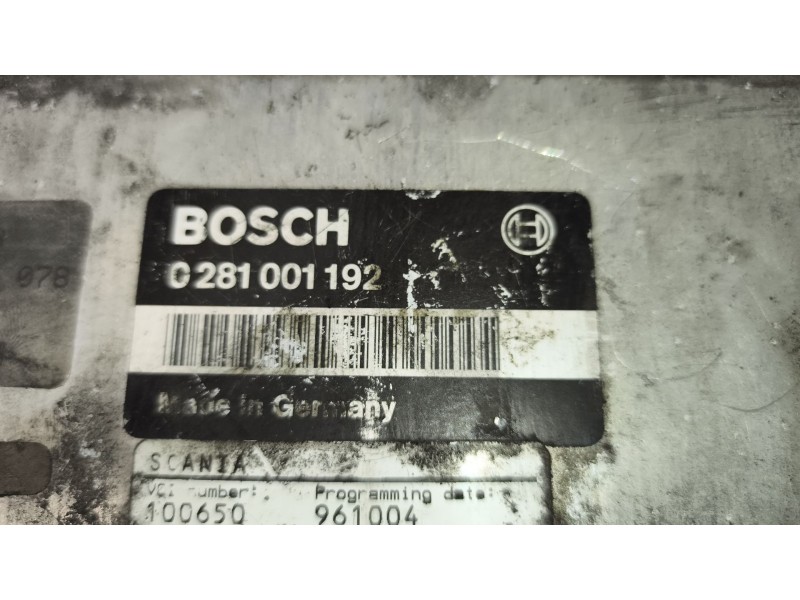 BOSCH
0 281 001 192
078
Made in Germany
SCANIA
VCI number: Programming date:
100650 961004